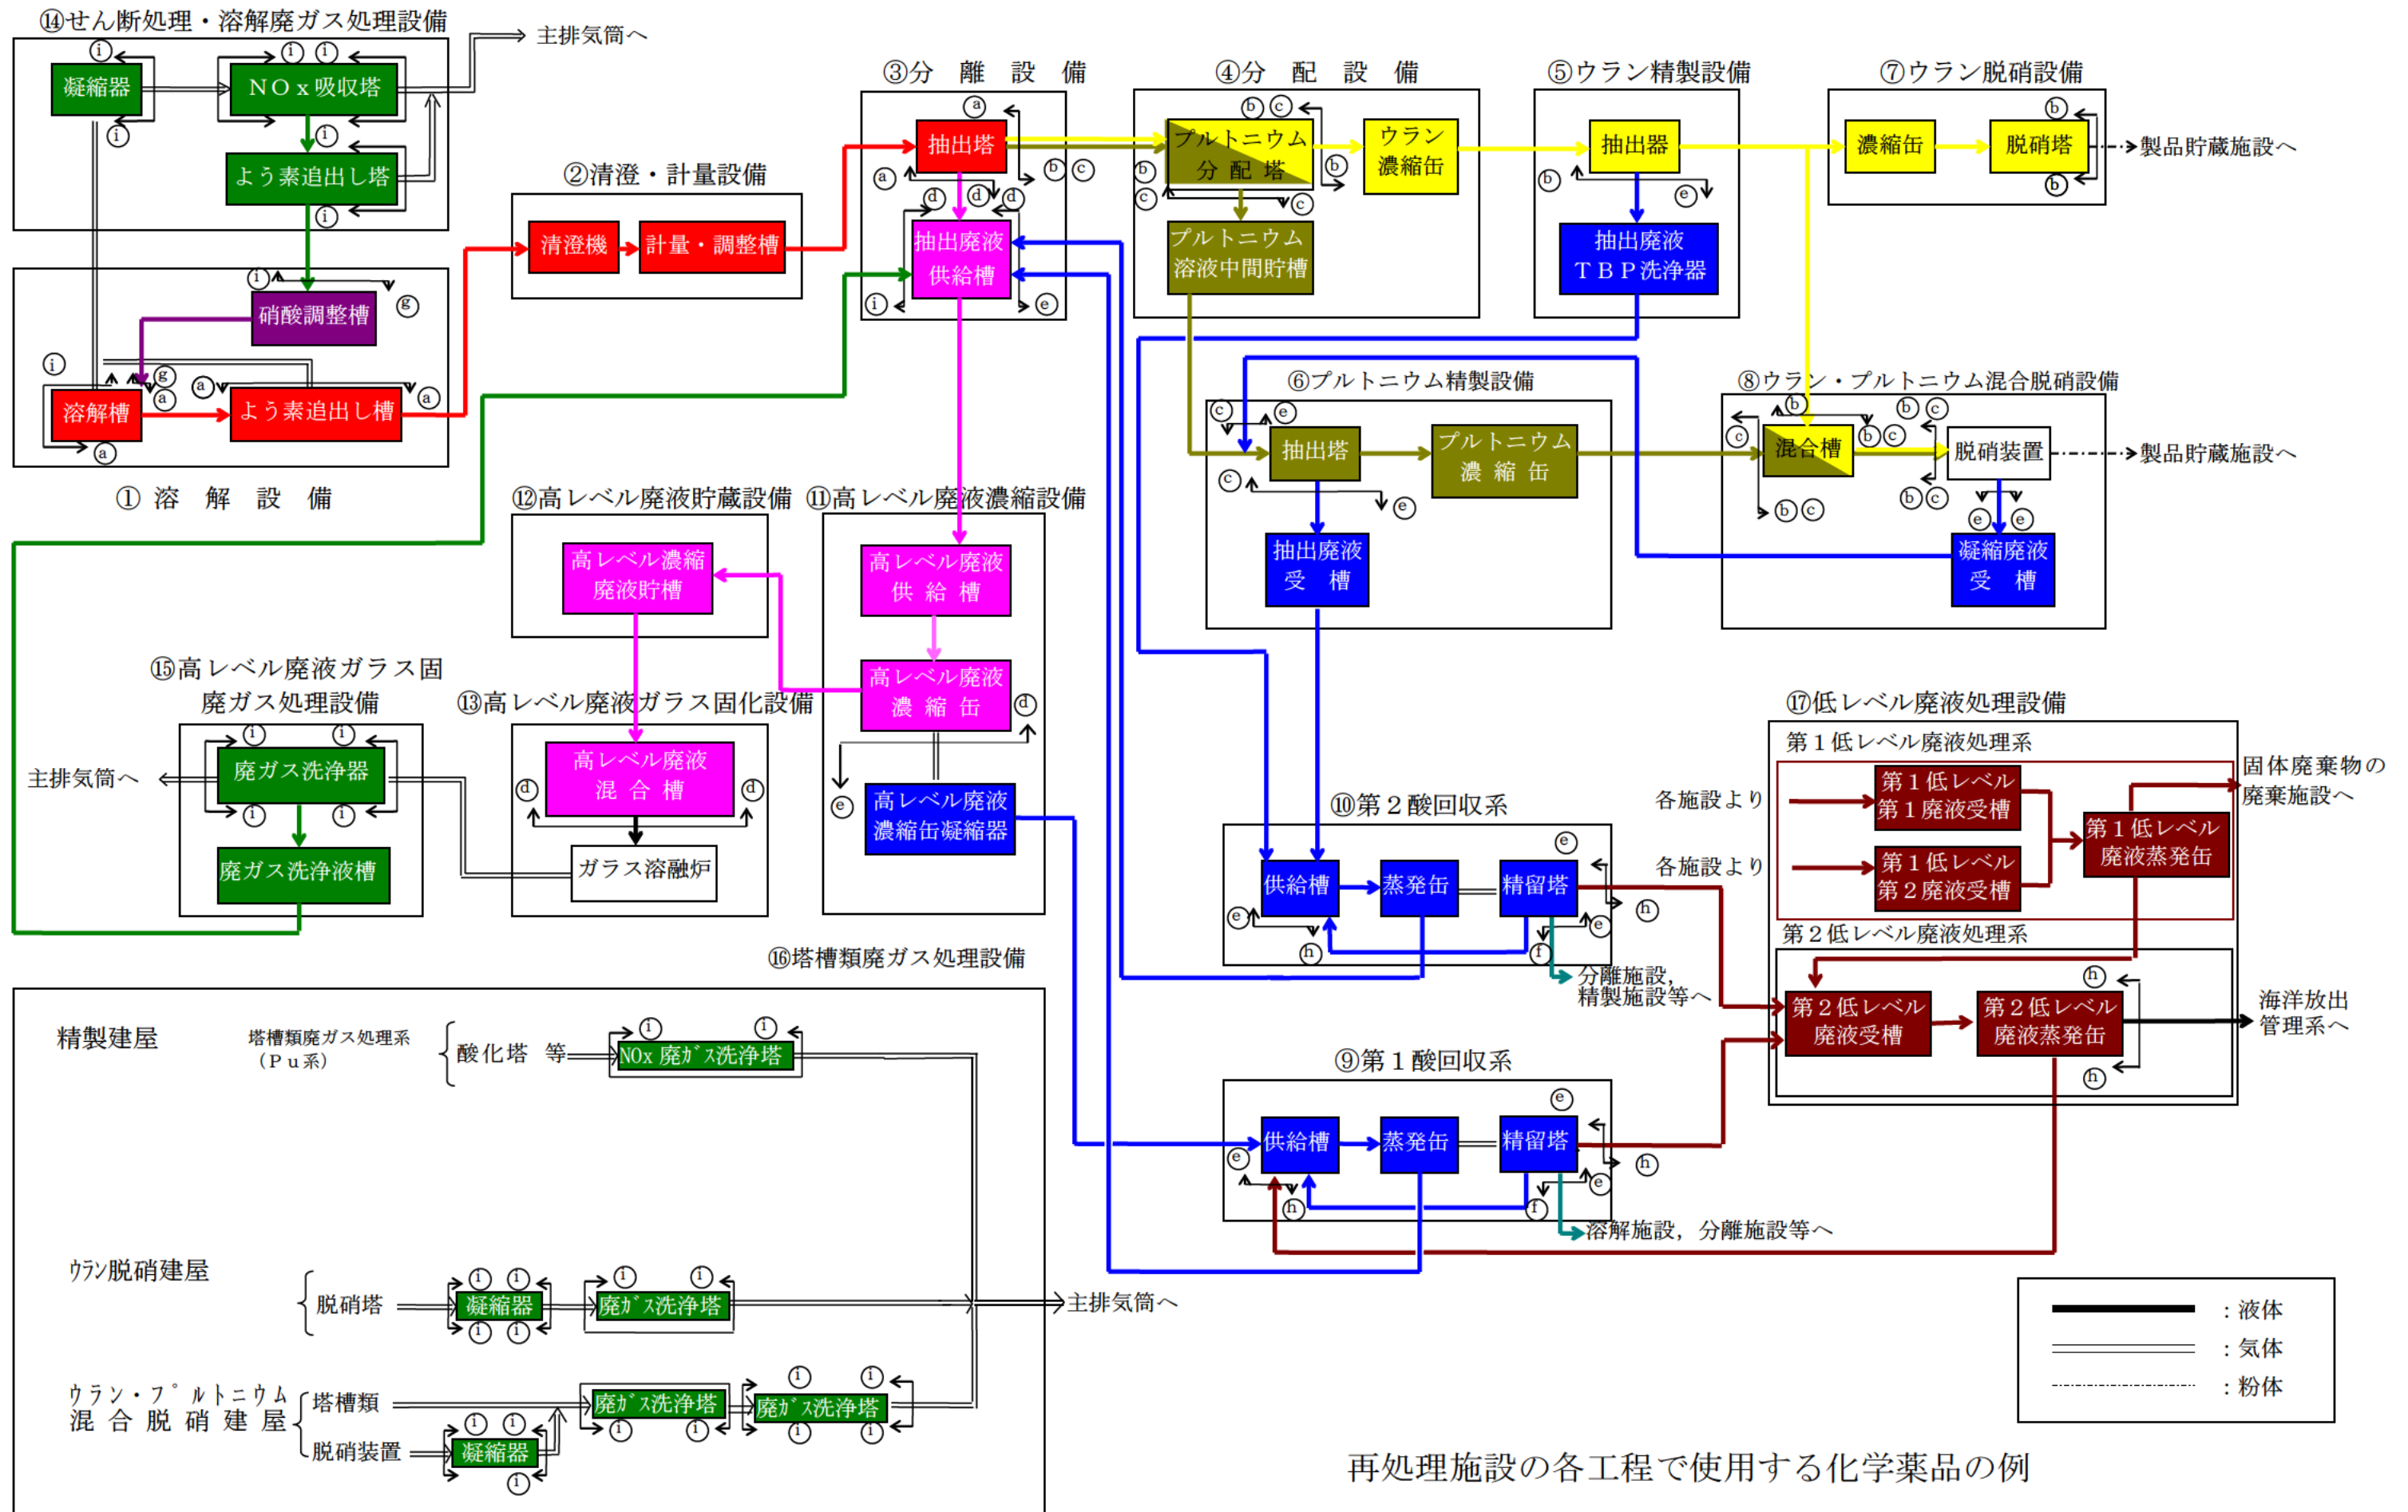 ⑭せん断処理・溶解廃ガス処理設備
主排気筒へ
凝縮器
NOx吸収塔
よう素追出し塔
i
i
i
i
i
i
硝酸調整槽
i
g
溶解槽
よう素追出し槽
i
g
a
a
a
a
①溶解設備
②清澄・計量設備
清澄機
計量・調整槽
③分離設備
a
抽出塔
b
c
a
d
d
d
抽出廃液
供給槽
i
e
④分配設備
b
c
プルトニウム
分配塔
ウラン
濃縮缶
b
c
b
c
プルトニウム
溶液中間貯槽
⑤ウラン精製設備
抽出器
b
e
抽出廃液
TBP洗浄器
⑦ウラン脱硝設備
b
濃縮缶
脱硝塔
b
製品貯蔵施設へ
⑥プルトニウム精製設備
c
e
抽出塔
プルトニウム
濃縮缶
c
e
抽出廃液
受槽
⑧ウラン・プルトニウム混合脱硝設備
b
b
c
c
混合槽
b
c
脱硝装置
製品貯蔵施設へ
b
c
b
c
e
e
凝縮廃液
受槽
⑫高レベル廃液貯蔵設備
高レベル濃縮
廃液貯槽
⑪高レベル廃液濃縮設備
高レベル廃液
供給槽
高レベル廃液
濃縮缶
d
e
高レベル廃液
濃縮缶凝縮器
⑮高レベル廃液ガラス固
廃ガス処理設備
i
i
主排気筒へ
廃ガス洗浄器
i
i
廃ガス洗浄液槽
⑬高レベル廃液ガラス固化設備
高レベル廃液
混合槽
d
d
ガラス溶融炉
⑩第2酸回収系
e
供給槽
蒸発缶
精留塔
e
h
h
f
e
分離施設,
精製施設等へ
⑰低レベル廃液処理設備
第1低レベル廃液処理系
各施設より
第1低レベル
第1廃液受槽
各施設より
第1低レベル
第2廃液受槽
第1低レベル
廃液蒸発缶
固体廃棄物の
廃棄施設へ
第2低レベル廃液処理系
第2低レベル
廃液受槽
第2低レベル
廃液蒸発缶
h
h
海洋放出
管理系へ
⑨第1酸回収系
e
供給槽
蒸発缶
精留塔
e
h
h
f
e
溶解施設,分離施設等へ
⑯塔槽類廃ガス処理設備
精製建屋
塔槽類廃ガス処理系
(Pu系)
酸化塔 等
i
i
NOx廃ガス洗浄塔
ウラン脱硝建屋
脱硝塔
i
i
凝縮器
i
i
i
i
廃ガス洗浄塔
主排気筒へ
ウラン・プルトニウム
混合脱硝建屋
塔槽類
廃ガス洗浄塔
i
i
i
i
廃ガス洗浄塔
i
i
脱硝装置
i
i
凝縮器
i
:液体
:気体
:粉体
再処理施設の各工程で使用する化学薬品の例